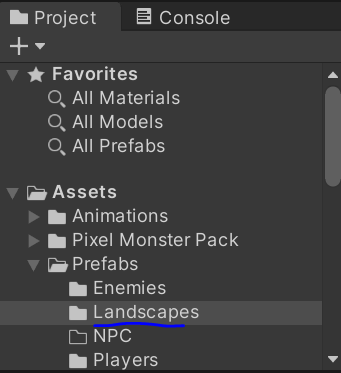 Project
Console
Favorites
All Materials
All Models
All Prefabs
Assets
Animations
Pixel Monster Pack
Prefabs
Enemies
Landscapes
NPC
Players